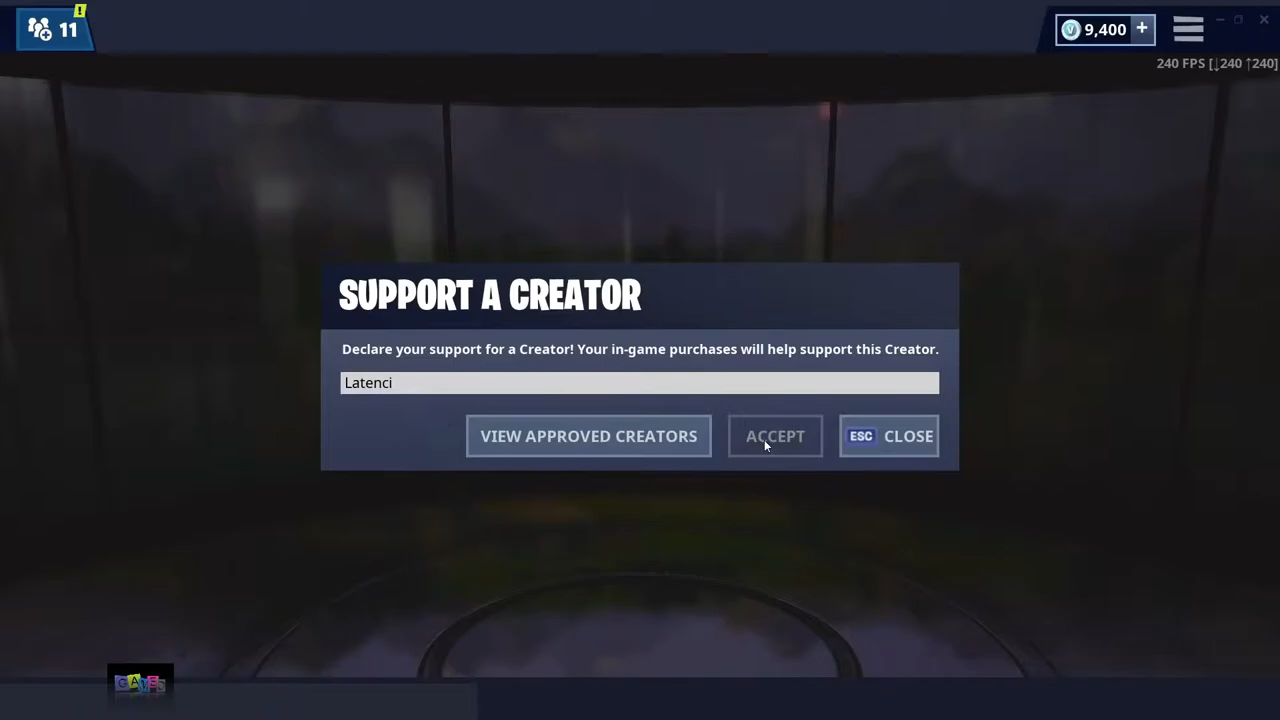 11
9,400 +
240 FPS [↓240 ↑240]
SUPPORT A CREATOR
Declare your support for a Creator! Your in-game purchases will help support this Creator.
Latenci
VIEW APPROVED CREATORS
ACCEPT
ESC CLOSE
GAMES